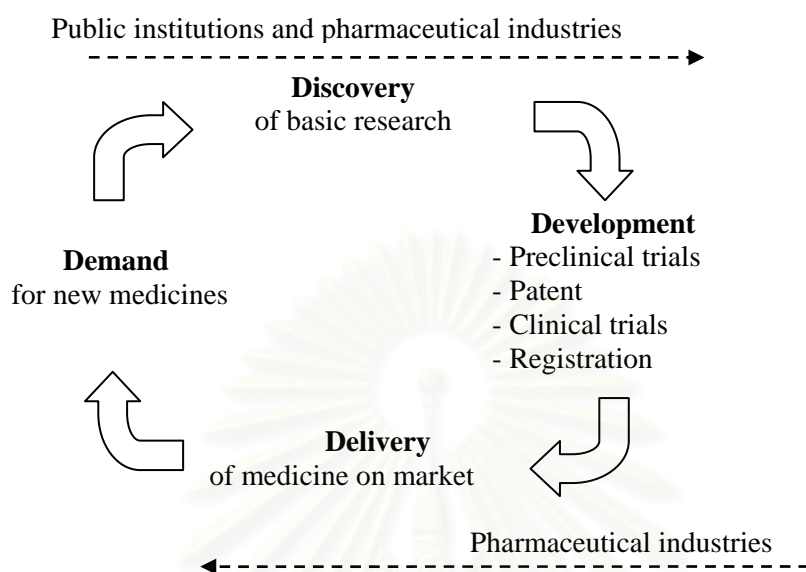 Public institutions and pharmaceutical industries
Discovery
of basic research
Development
- Preclinical trials
- Patent
- Clinical trials
- Registration
Demand
for new medicines
Delivery
of medicine on market
Pharmaceutical industries